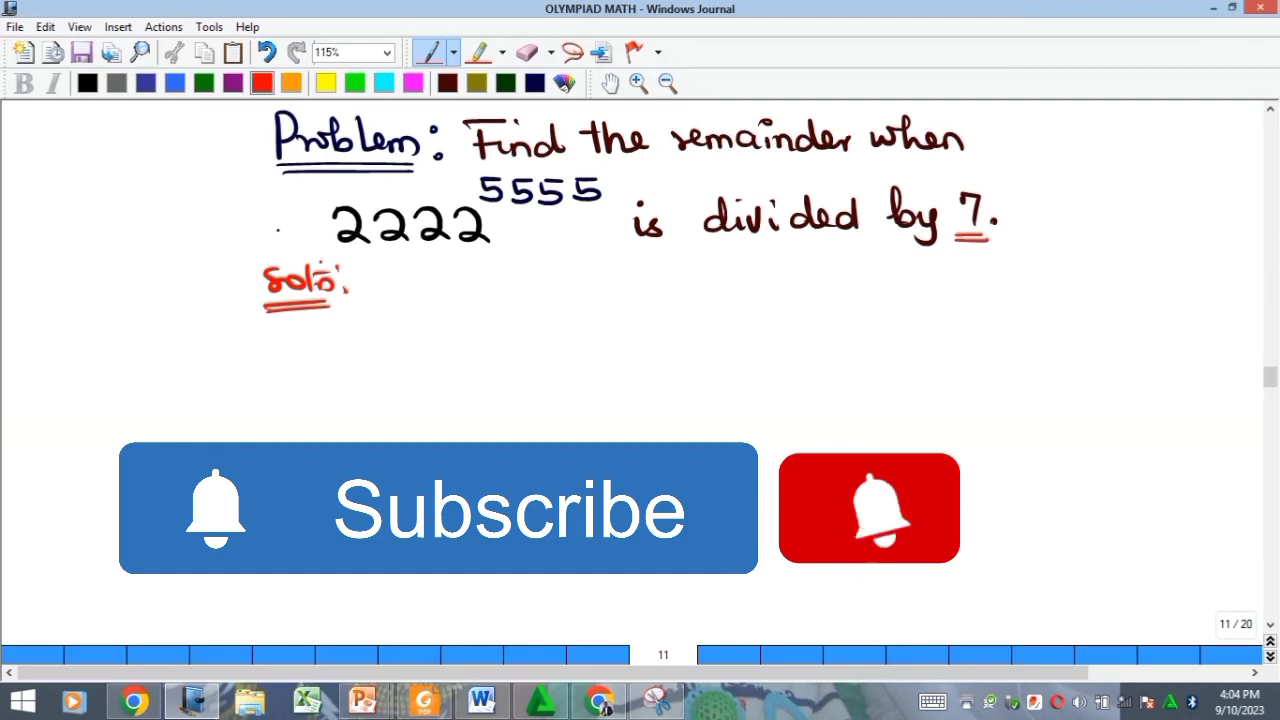 OLYMPIAD MATH - Windows Journal
File Edit View Insert Actions Tools Help
115%
B I
Problem: Find the remainder when
2222^5555 is divided by 7.
Soln:
Subscribe
11 / 20
11
4:04 PM
9/10/2023